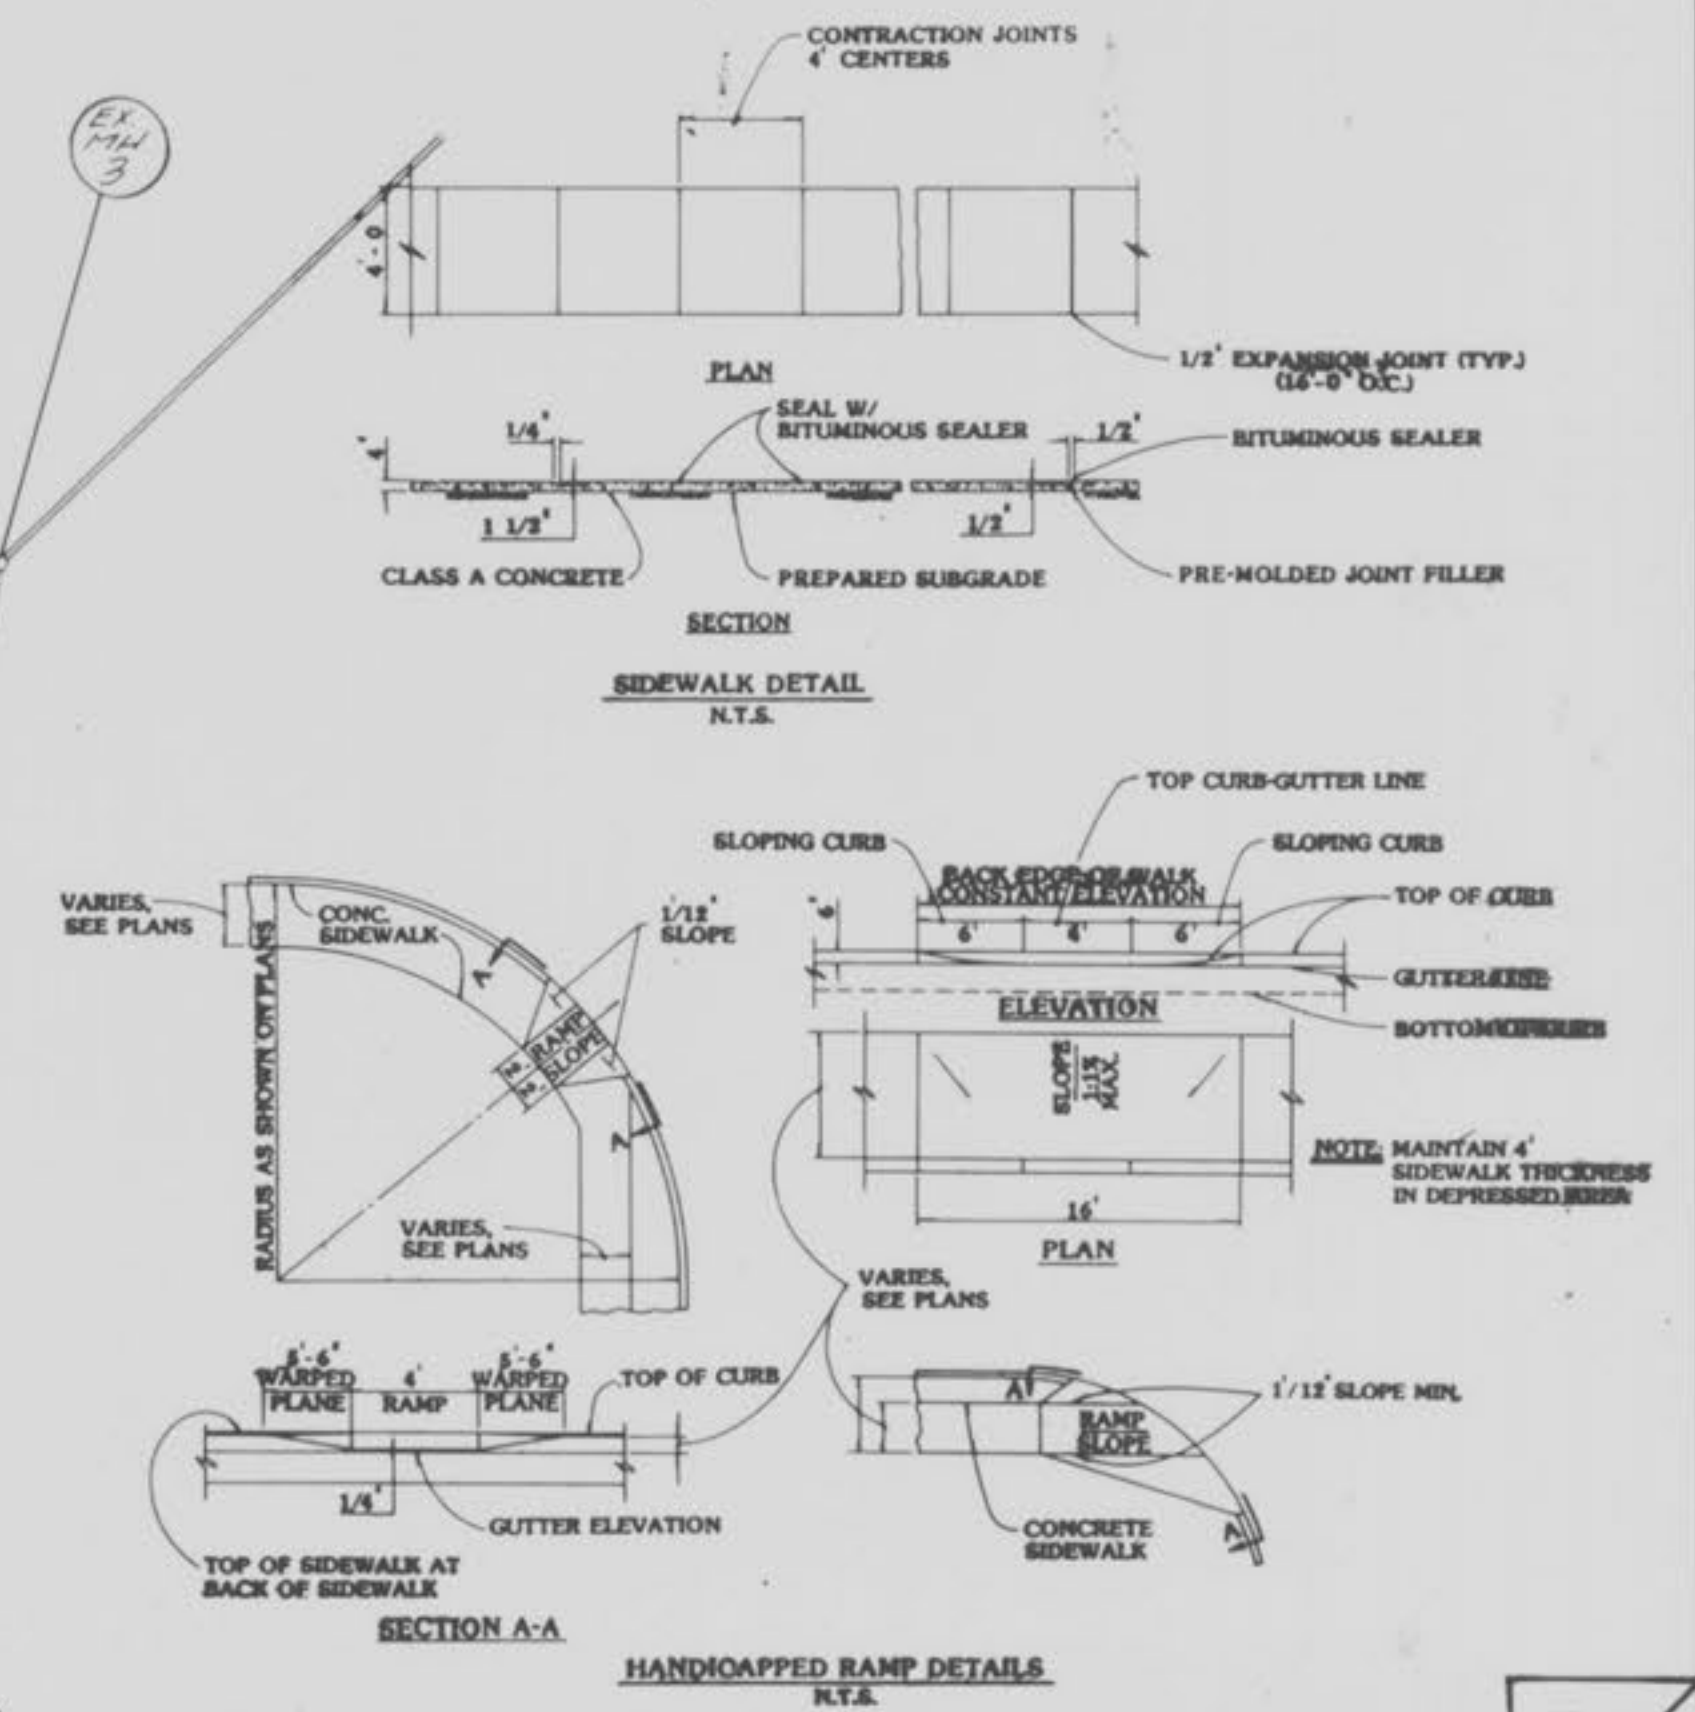 CONTRACTION JOINTS
4' CENTERS
EX.
MH
3
4'-0
1/2" EXPANSION JOINT (TYP.)
(16'-0" O.C.)
PLAN
SEAL W/
BITUMINOUS SEALER
1/4"
1/2"
BITUMINOUS SEALER
4"
1 1/2"
1/2"
CLASS A CONCRETE
PREPARED SUBGRADE
PRE-MOLDED JOINT FILLER
SECTION
SIDEWALK DETAIL
N.T.S.
TOP CURB-GUTTER LINE
SLOPING CURB
SLOPING CURB
BACK EDGE OF WALK
CONSTANT ELEVATION
TOP OF CURB
6"
6'
4'
6'
GUTTER LINE
ELEVATION
BOTTOM OF CURB
VARIES,
SEE PLANS
CONC.
SIDEWALK
1'/12"
SLOPE
A
RADIUS AS SHOWN ON PLANS
RAMP
SLOPE
2'
2'
A
VARIES,
SEE PLANS
SLOPE
MAX.
NOTE: MAINTAIN 4"
SIDEWALK THICKNESS
IN DEPRESSED AREA
16'
PLAN
VARIES,
SEE PLANS
5'-6"
WARPED
PLANE
4'
RAMP
5'-6"
WARPED
PLANE
TOP OF CURB
1/4"
GUTTER ELEVATION
TOP OF SIDEWALK AT
BACK OF SIDEWALK
SECTION A-A
A
RAMP
SLOPE
1'/12" SLOPE MIN.
CONCRETE
SIDEWALK
A
HANDICAPPED RAMP DETAILS
N.T.S.